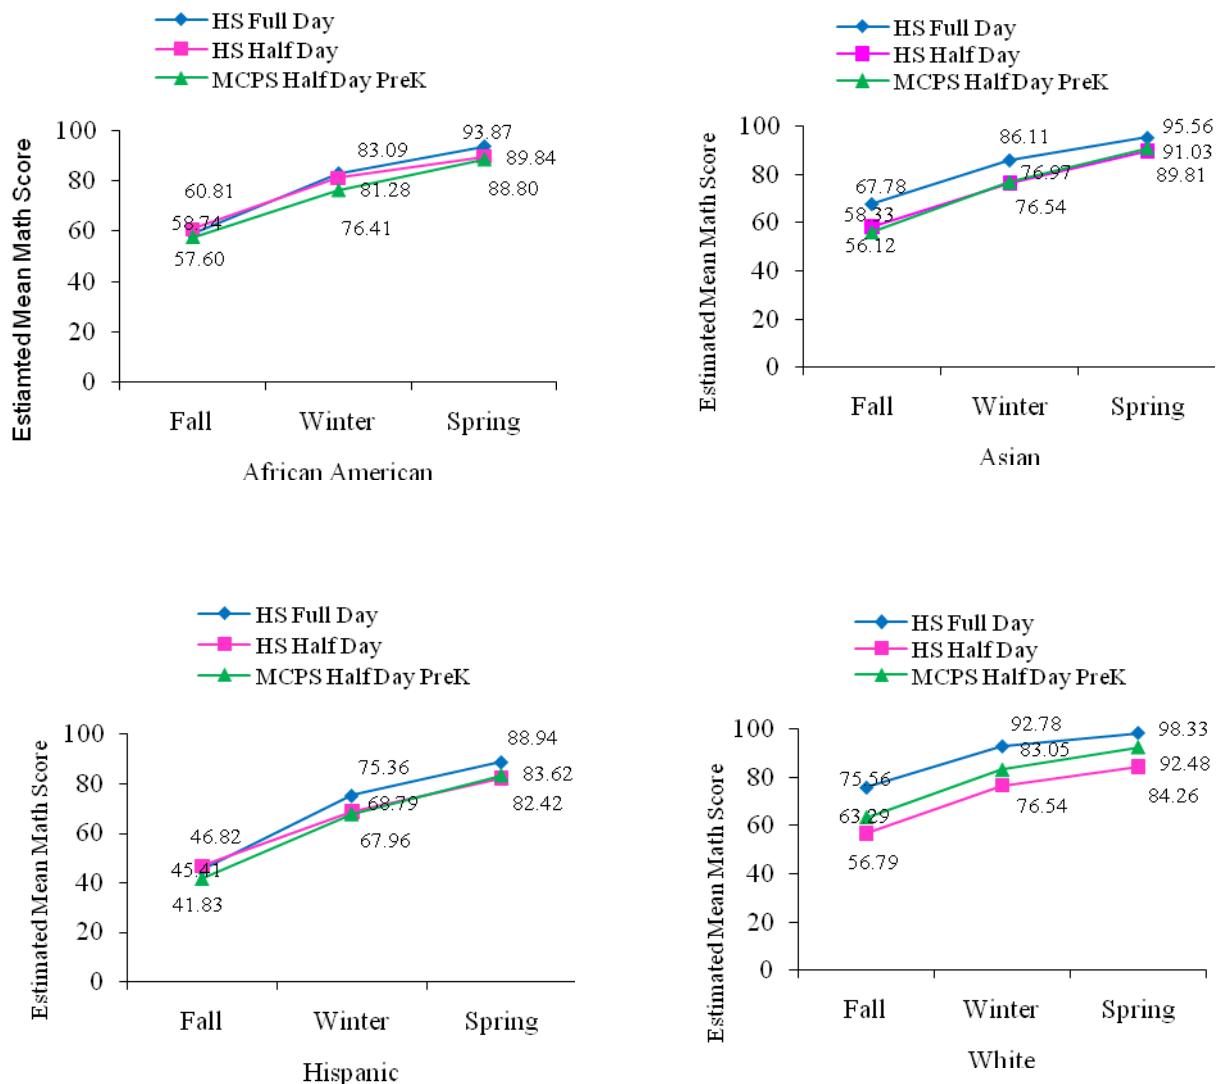 HS Full Day
HS Half Day
MCPS Half Day PreK
Estiamted Mean Math Score
100
80
60
40
20
0
60.81
58.74
57.60
83.09
81.28
76.41
93.87
89.84
88.80
Fall Winter Spring
African American
HS Full Day
HS Half Day
MCPS Half Day PreK
Estimated Mean Math Score
100
80
60
40
20
0
67.78
58.33
56.12
86.11
76.97
76.54
95.56
91.03
89.81
Fall Winter Spring
Asian
HS Full Day
HS Half Day
MCPS Half Day PreK
Estimated Mean Math Score
100
80
60
40
20
0
46.82
45.41
41.83
75.36
68.79
67.96
88.94
83.62
82.42
Fall Winter Spring
Hispanic
HS Full Day
HS Half Day
MCPS Half Day PreK
Estimated Mean Math Score
100
80
60
40
20
0
75.56
63.29
56.79
92.78
83.05
76.54
98.33
92.48
84.26
Fall Winter Spring
White